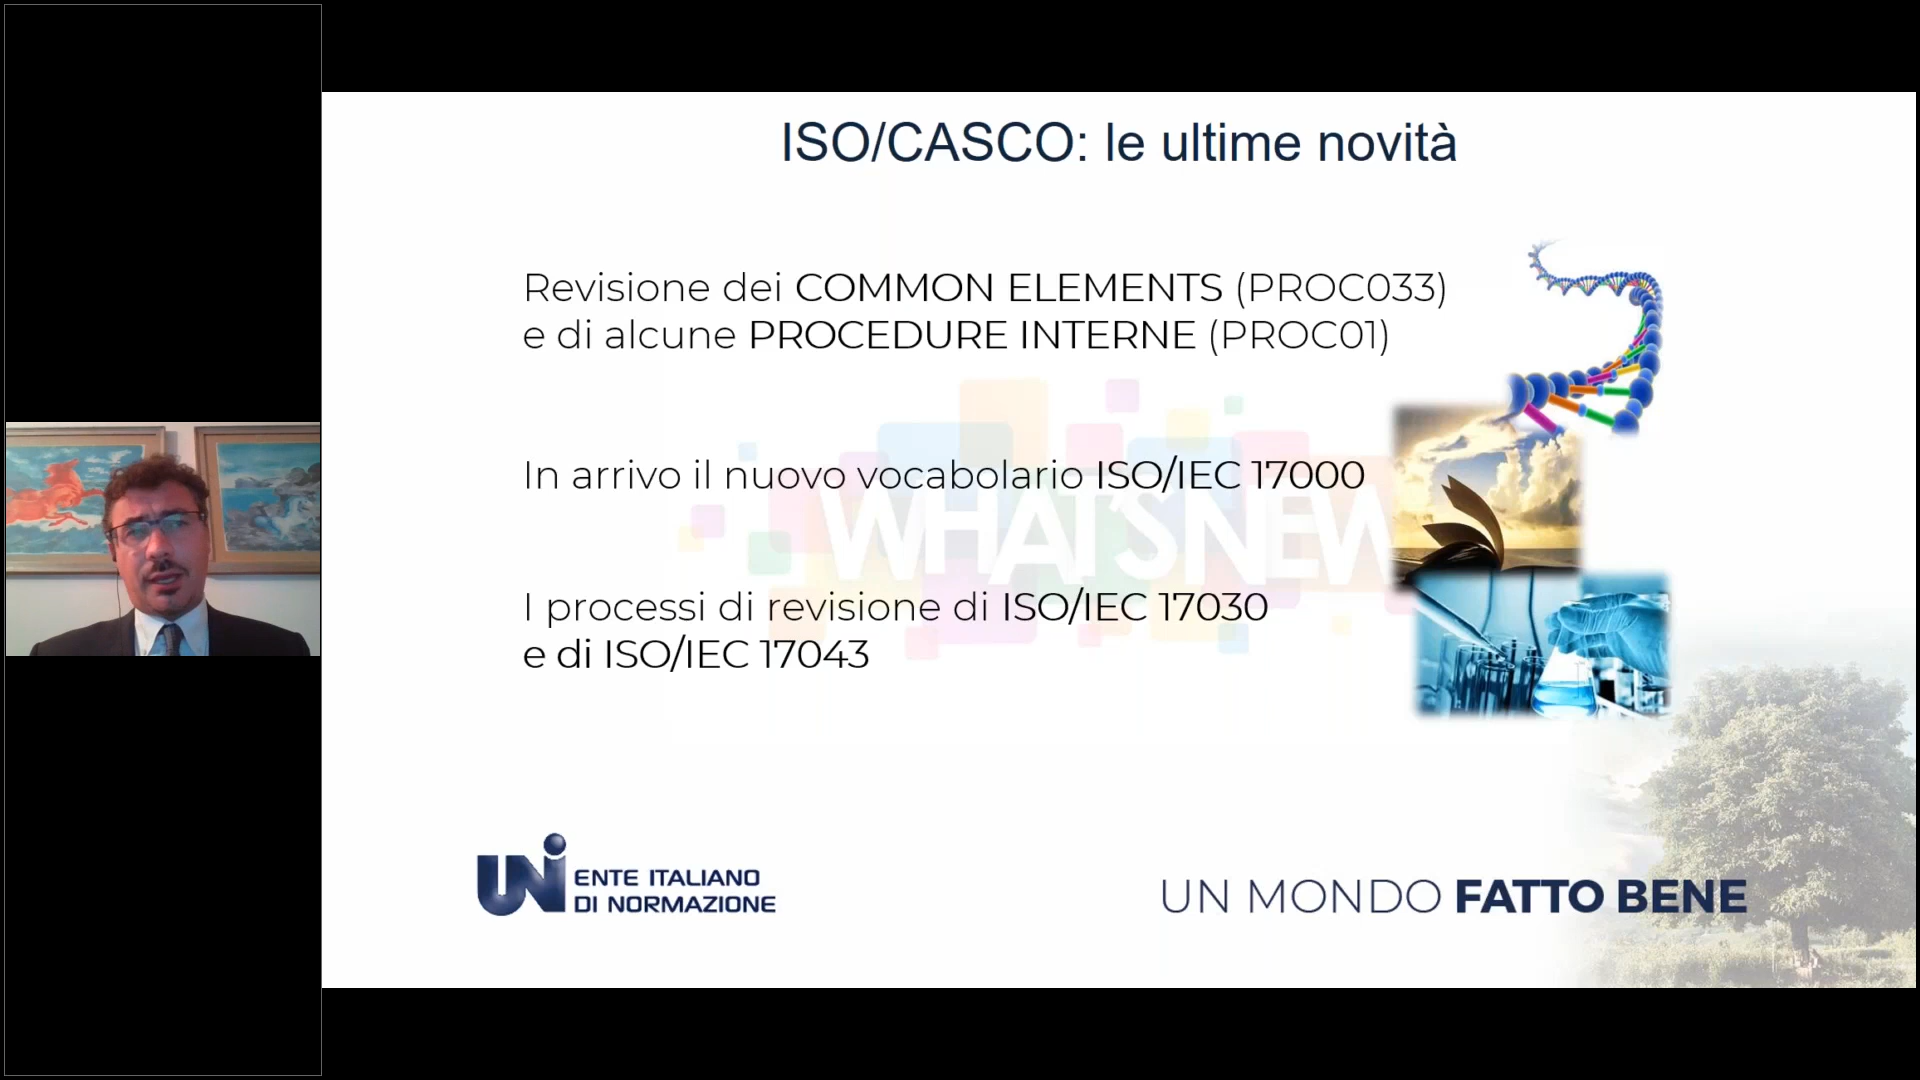 ISO/CASCO: le ultime novità
Revisione dei COMMON ELEMENTS (PROC033)
e di alcune PROCEDURE INTERNE (PROC01)
In arrivo il nuovo vocabolario ISO/IEC 17000
WHAT'S NEW
I processi di revisione di ISO/IEC 17030
e di ISO/IEC 17043
UNI ENTE ITALIANO
DI NORMAZIONE
UN MONDO FATTO BENE